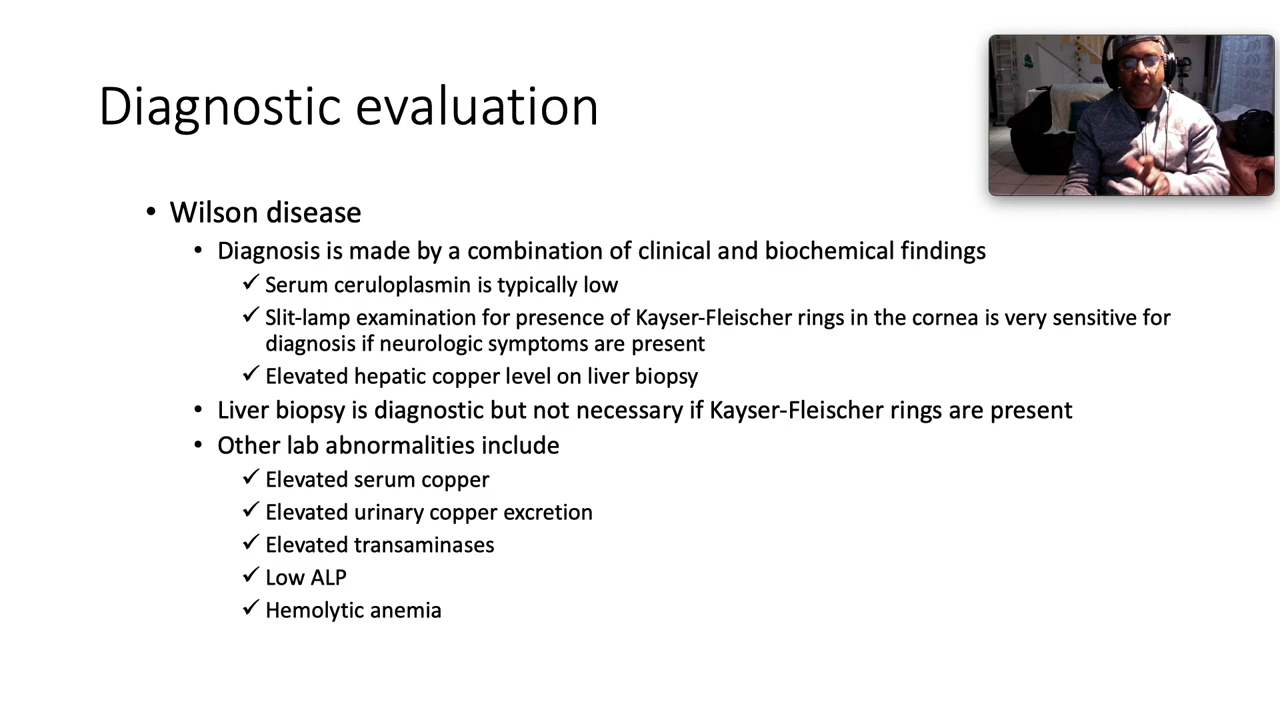 Diagnostic evaluation
• Wilson disease
• Diagnosis is made by a combination of clinical and biochemical findings
✓ Serum ceruloplasmin is typically low
✓ Slit-lamp examination for presence of Kayser-Fleischer rings in the cornea is very sensitive for
diagnosis if neurologic symptoms are present
✓ Elevated hepatic copper level on liver biopsy
• Liver biopsy is diagnostic but not necessary if Kayser-Fleischer rings are present
• Other lab abnormalities include
✓ Elevated serum copper
✓ Elevated urinary copper excretion
✓ Elevated transaminases
✓ Low ALP
✓ Hemolytic anemia